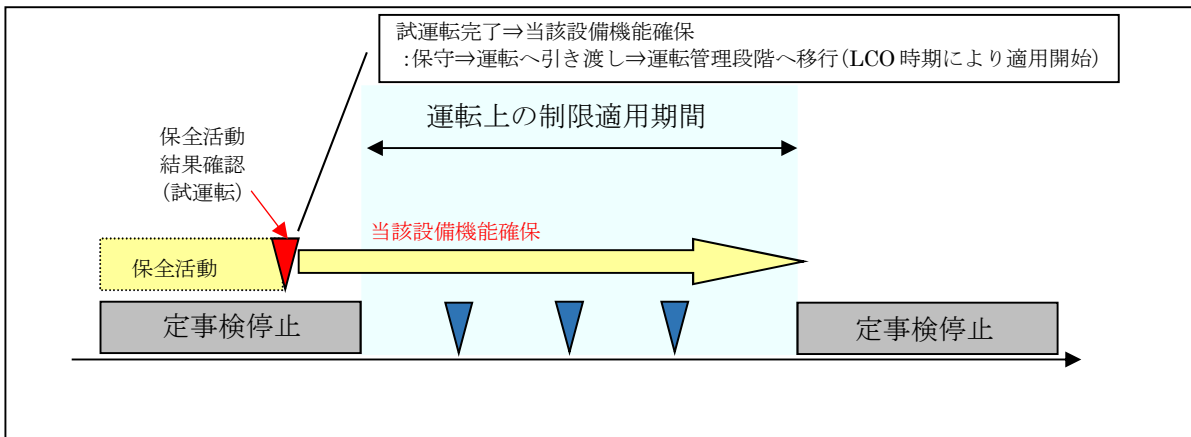 試運転完了⇒当該設備機能確保
:保守⇒運転へ引き渡し⇒運転管理段階へ移行(LCO 時期により適用開始)
運転上の制限適用期間
保全活動
結果確認
(試運転)
当該設備機能確保
保全活動
定事検停止
定事検停止